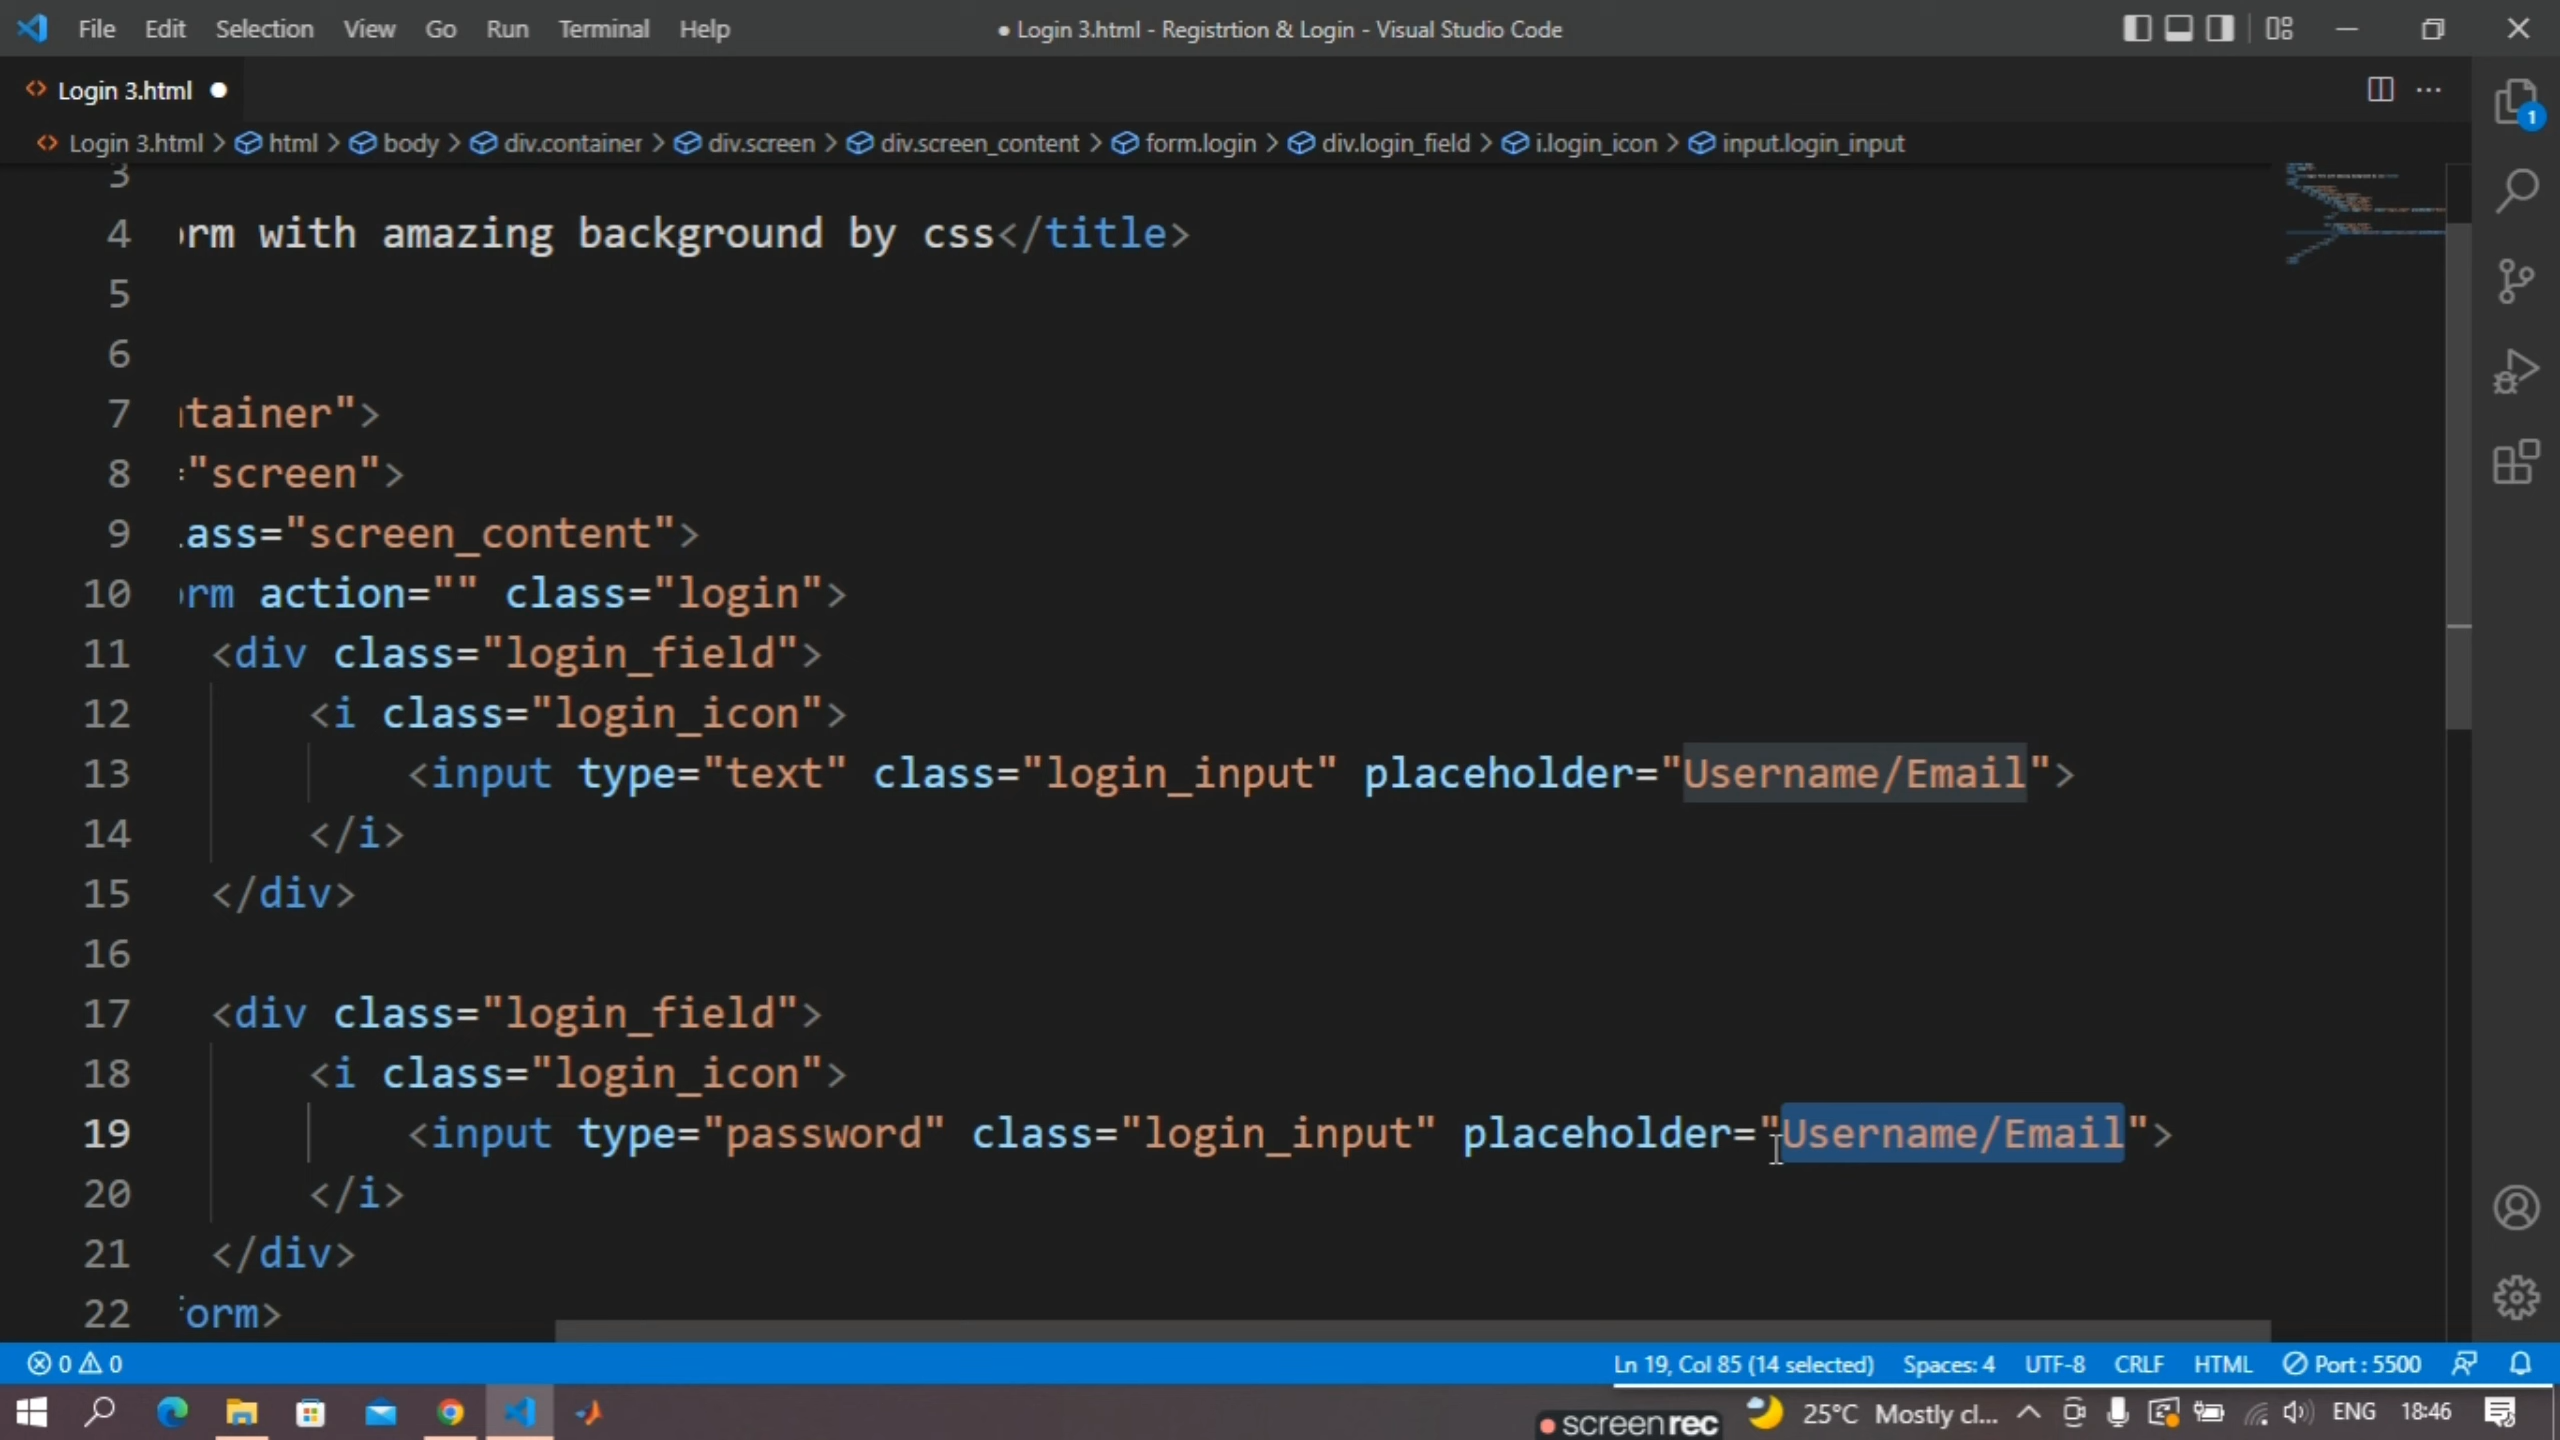 File Edit Selection View Go Run Terminal Help
● Login 3.html - Registrtion & Login - Visual Studio Code
Login 3.html ●
Login 3.html > html > body > div.container > div.screen > div.screen_content > form.login > div.login_field > i.login_icon > input.login_input
1
3
4 orm with amazing background by css</title>
5
6
7 ntainer">
8 ="screen">
9 lass="screen_content">
10 orm action="" class="login">
11 <div class="login_field">
12 <i class="login_icon">
13 <input type="text" class="login_input" placeholder="Username/Email">
14 </i>
15 </div>
16
17 <div class="login_field">
18 <i class="login_icon">
19 <input type="password" class="login_input" placeholder="Username/Email">
20 </i>
21 </div>
22 form>
0 0 Ln 19, Col 85 (14 selected) Spaces: 4 UTF-8 CRLF HTML Port : 5500
screenrec 25°C Mostly cl... ENG 18:46